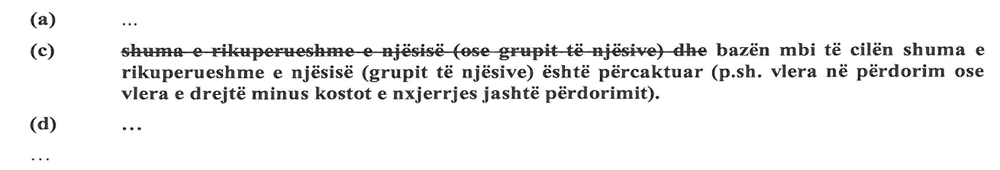 (a) ...
(c) shuma e rikuperueshme e njësisë (ose grupit të njësive) dhe bazën mbi të cilën shuma e
rikuperueshme e njësisë (grupit të njësive) është përcaktuar (p.sh. vlera në përdorim ose
vlera e drejtë minus kostot e nxjerrjes jashtë përdorimit).
(d) ...
...